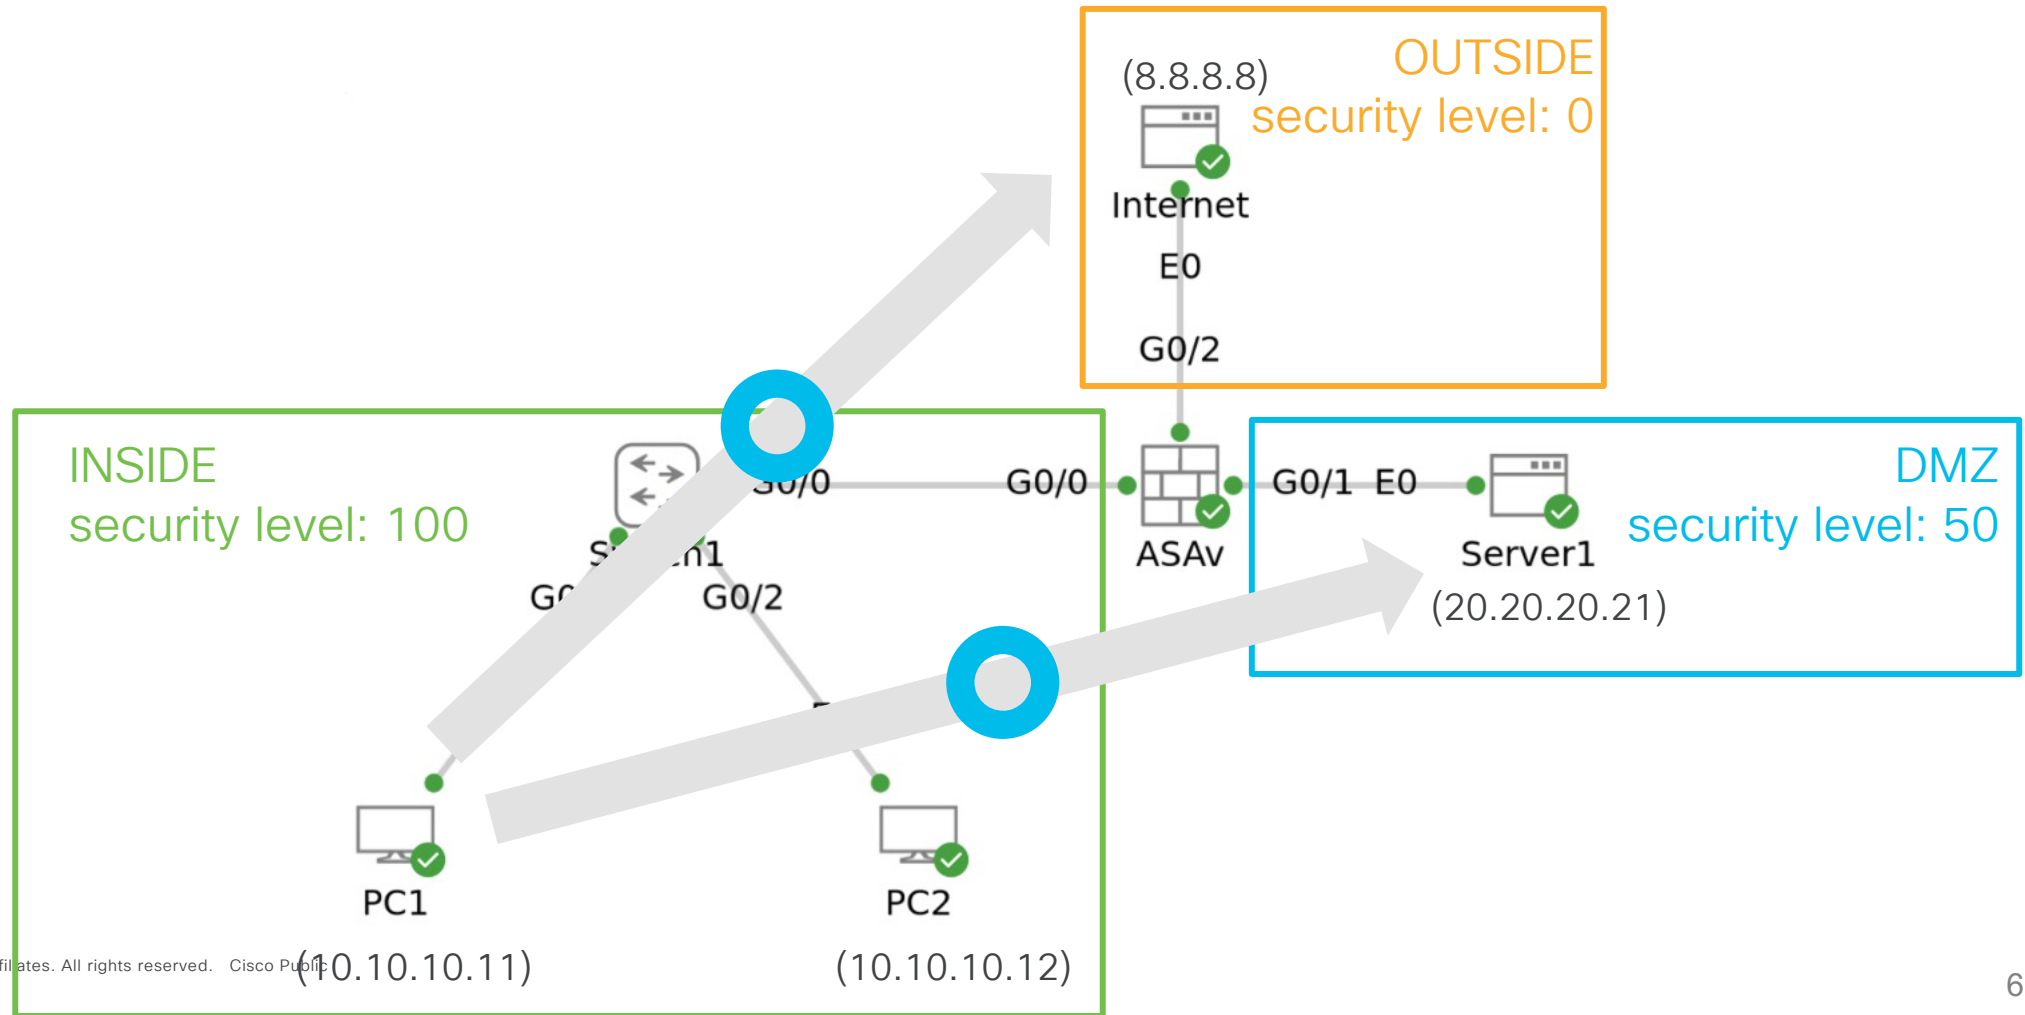 OUTSIDE
security level: 0
(8.8.8.8)
Internet
E0
G0/2
INSIDE
security level: 100
G0/0
G0/0
G0/1 E0
DMZ
security level: 50
ASAv
Server1
(20.20.20.21)
G0/2
PC1
PC2
(10.10.10.11)
(10.10.10.12)
ates. All rights reserved. Cisco Public
6